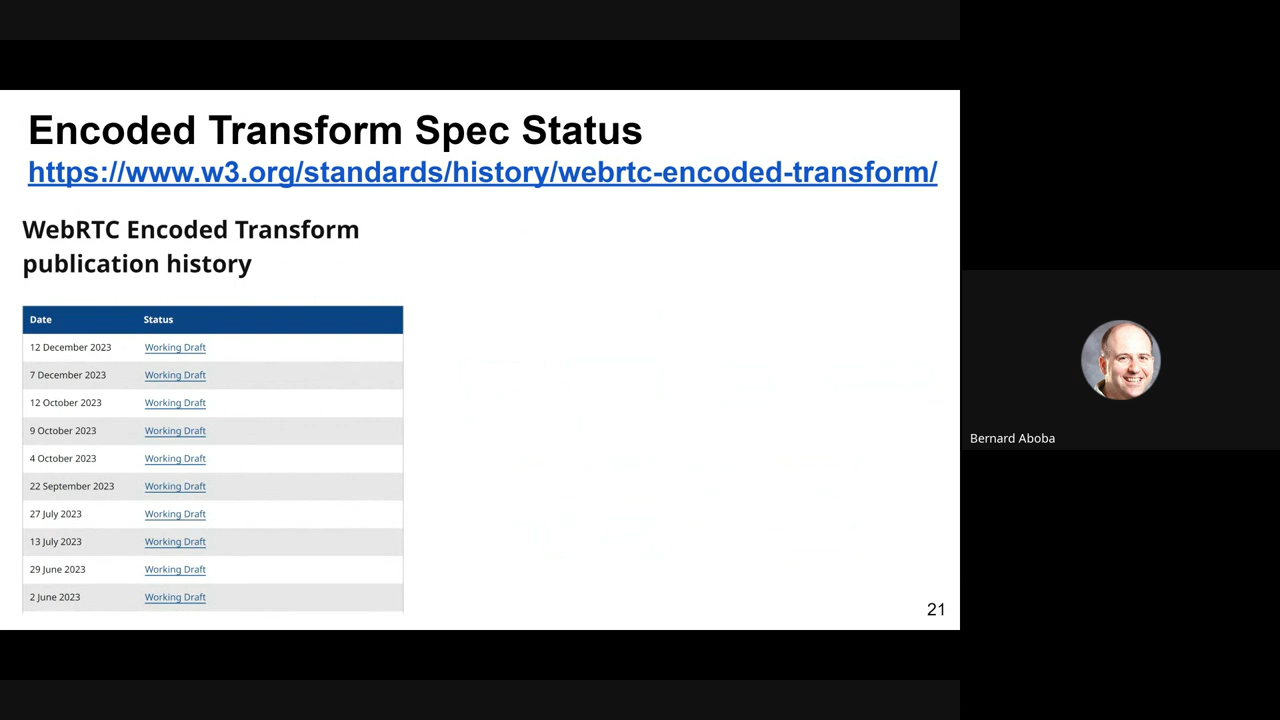 Encoded Transform Spec Status
https://www.w3.org/standards/history/webrtc-encoded-transform/
WebRTC Encoded Transform
publication history
Date Status
12 December 2023 Working Draft
7 December 2023 Working Draft
12 October 2023 Working Draft
9 October 2023 Working Draft
4 October 2023 Working Draft
22 September 2023 Working Draft
27 July 2023 Working Draft
13 July 2023 Working Draft
29 June 2023 Working Draft
2 June 2023 Working Draft
21
Bernard Aboba